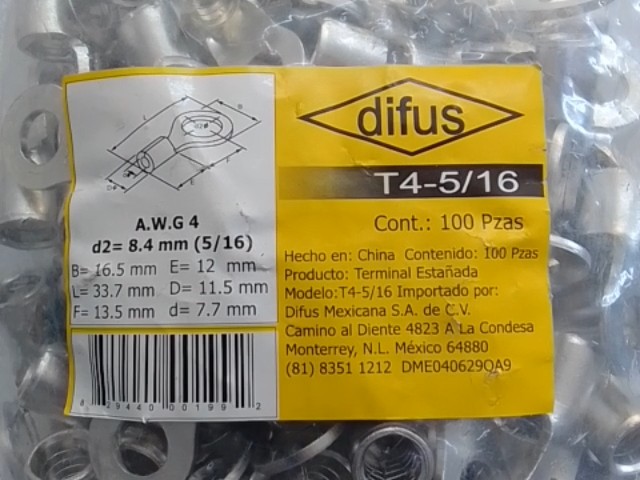 difus
T4-5/16
Cont.: 100 Pzas
A.W.G 4
d2= 8.4 mm (5/16)
B= 16.5 mm E= 12 mm
L= 33.7 mm D= 11.5 mm
F= 13.5 mm d= 7.7 mm
Hecho en: China Contenido: 100 Pzas
Producto: Terminal Estañada
Modelo:T4-5/16 Importado por:
Difus Mexicana S.A. de C.V.
Camino al Diente 4823 A La Condesa
Monterrey, N.L. México 64880
(81) 8351 1212 DME040629QA9